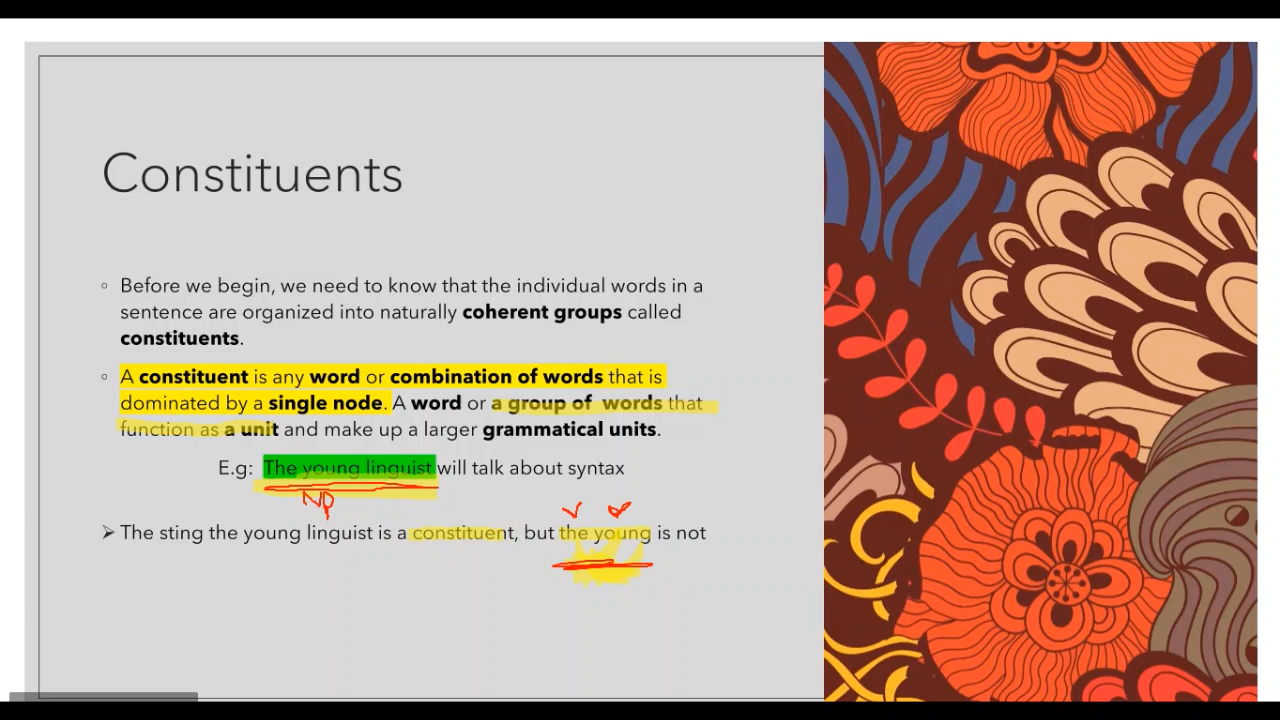 Constituents
Before we begin, we need to know that the individual words in a
sentence are organized into naturally coherent groups called
constituents.
A constituent is any word or combination of words that is
dominated by a single node. A word or a group of words that
function as a unit and make up a larger grammatical units.
E.g: The young linguist will talk about syntax
NP
The sting the young linguist is a constituent, but the young is not